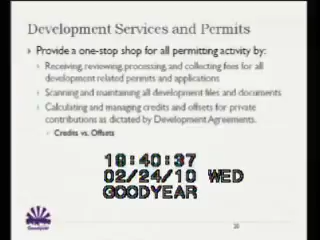 Development Services and Permits
Provide a one-stop shop for all permitting activity by:
Receiving, reviewing, processing, and collecting fees for all
development related permits and applications
Scanning and maintaining all development files and documents
Calculating and managing credits and offsets for private
contributions as dictated by Development Agreements.
Credits vs. Offsets
18:40:37
02/24/10 WED
GOODYEAR